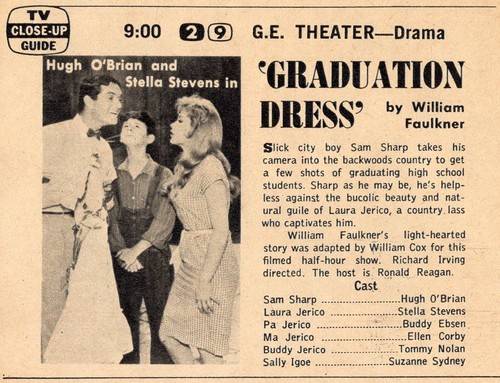 TV
CLOSE-UP
GUIDE
9:00 2 9 G.E. THEATER—Drama
Hugh O'Brian and
Stella Stevens in
'GRADUATION
DRESS' by William
Faulkner
Slick city boy Sam Sharp takes his
camera into the backwoods country to get
a few shots of graduating high school
students. Sharp as he may be, he's help-
less against the bucolic beauty and nat-
ural guile of Laura Jerico, a country lass
who captivates him.
William Faulkner's light-hearted
story was adapted by William Cox for this
filmed half-hour show. Richard Irving
directed. The host is Ronald Reagan.
Cast
Sam Sharp ....................Hugh O'Brian
Laura Jerico ...............Stella Stevens
Pa Jerico .....................Buddy Ebsen
Ma Jerico .....................Ellen Corby
Buddy Jerico ...............Tommy Nolan
Sally Igoe ................Suzanne Sydney